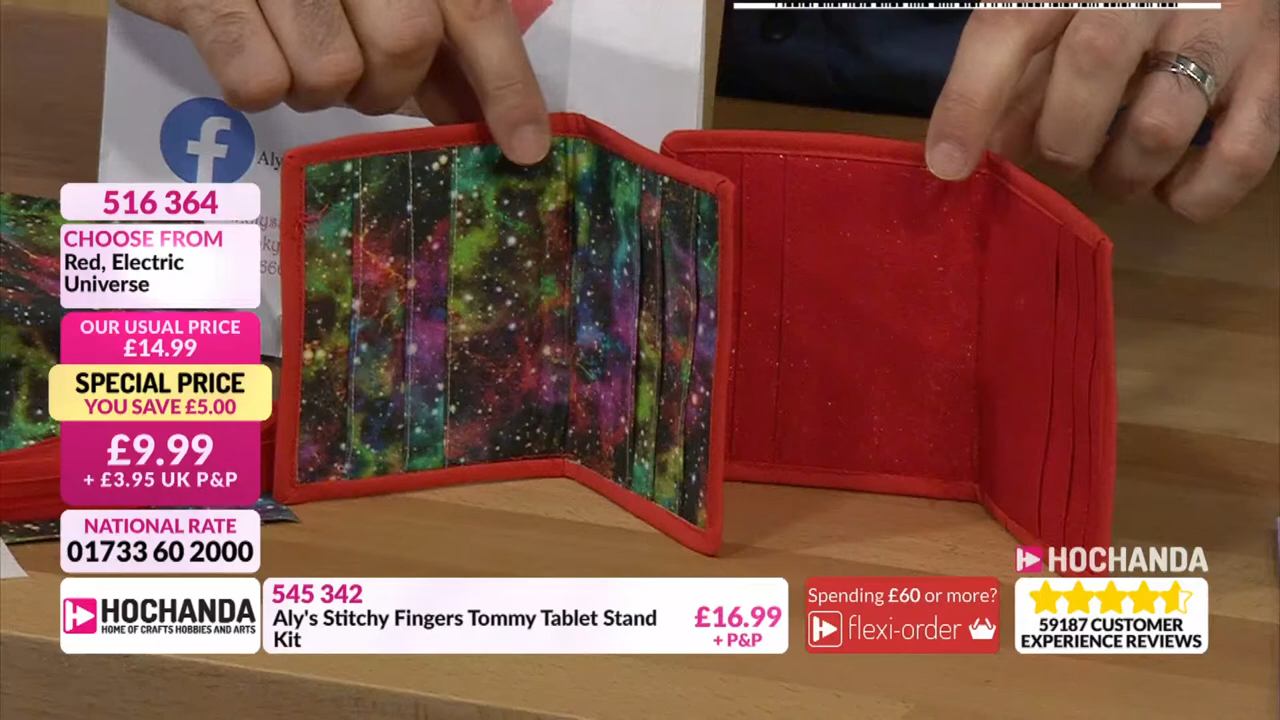 f
Aly
516 364
CHOOSE FROM
Red, Electric
Universe
OUR USUAL PRICE
£14.99
SPECIAL PRICE
YOU SAVE £5.00
£9.99
+ £3.95 UK P&P
NATIONAL RATE
01733 60 2000
HOCHANDA
HOME OF CRAFTS HOBBIES AND ARTS
545 342
Aly's Stitchy Fingers Tommy Tablet Stand
Kit
£16.99
+ P&P
Spending £60 or more?
flexi-order
HOCHANDA
59187 CUSTOMER
EXPERIENCE REVIEWS